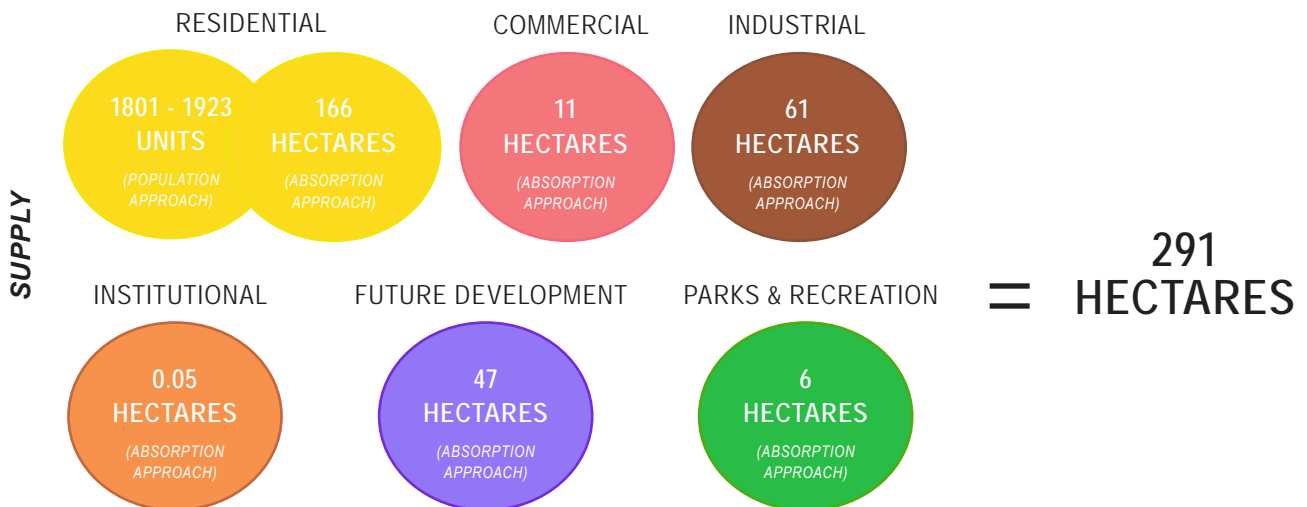 RESIDENTIAL
COMMERCIAL
INDUSTRIAL
1801 - 1923
UNITS
(POPULATION
APPROACH)
166
HECTARES
(ABSORPTION
APPROACH)
11
HECTARES
(ABSORPTION
APPROACH)
61
HECTARES
(ABSORPTION
APPROACH)
SUPPLY
INSTITUTIONAL
FUTURE DEVELOPMENT
PARKS & RECREATION
0.05
HECTARES
(ABSORPTION
APPROACH)
47
HECTARES
(ABSORPTION
APPROACH)
6
HECTARES
(ABSORPTION
APPROACH)
=
291
HECTARES